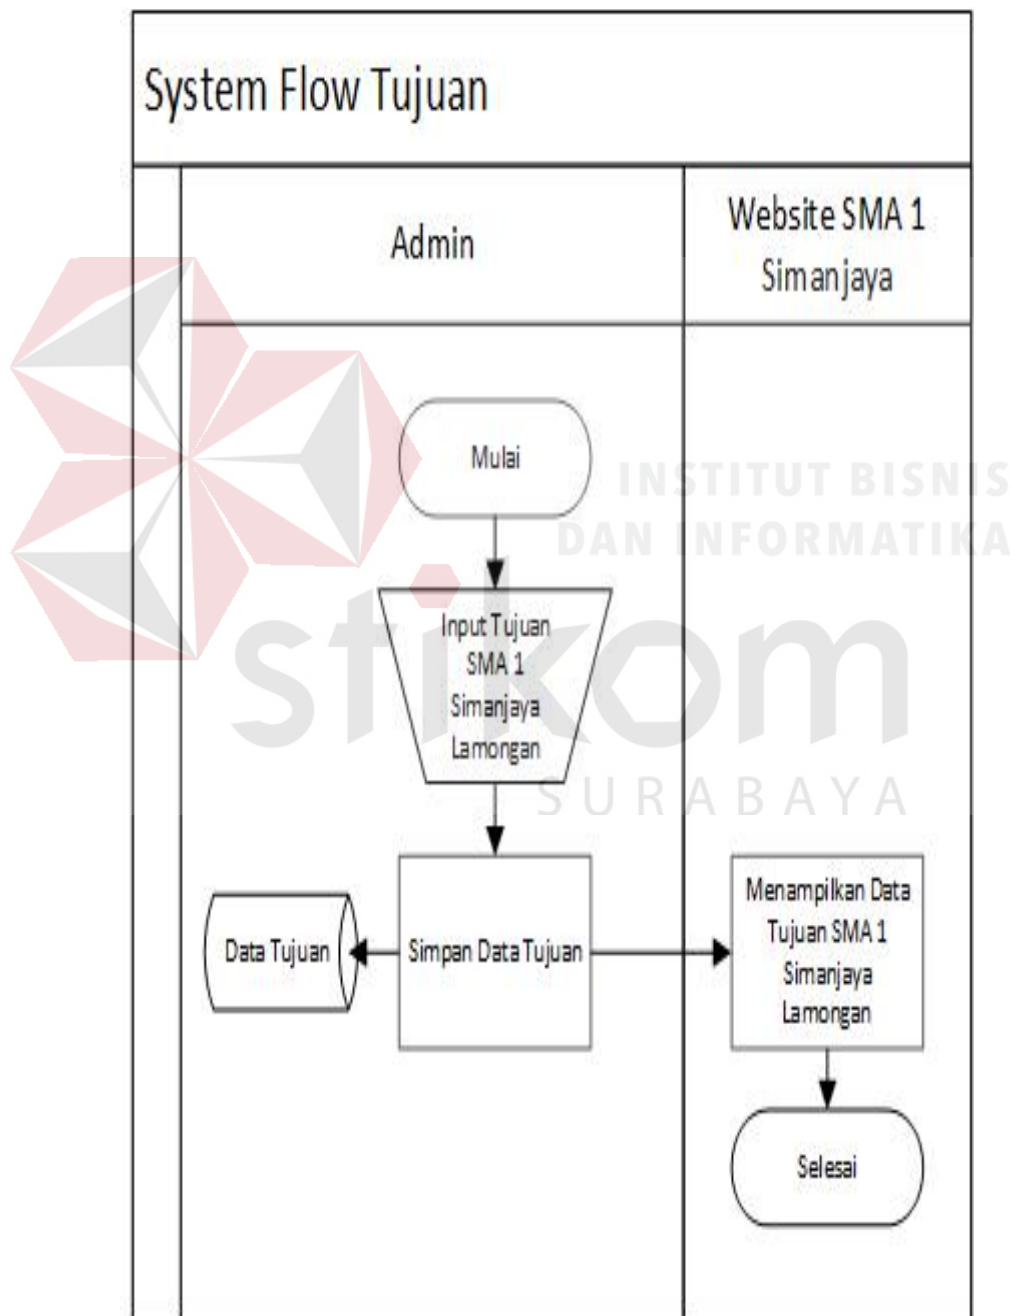 System Flow Tujuan
Admin
Website SMA 1
Simanjaya
Mulai
INSTITUT BISNIS
DAN INFORMATIKA
Input Tujuan
SMA 1
Simanjaya
Lamongan
stikom
SURABAYA
Data Tujuan
Simpan Data Tujuan
Menampilkan Data
Tujuan SMA 1
Simanjaya
Lamongan
Selesai